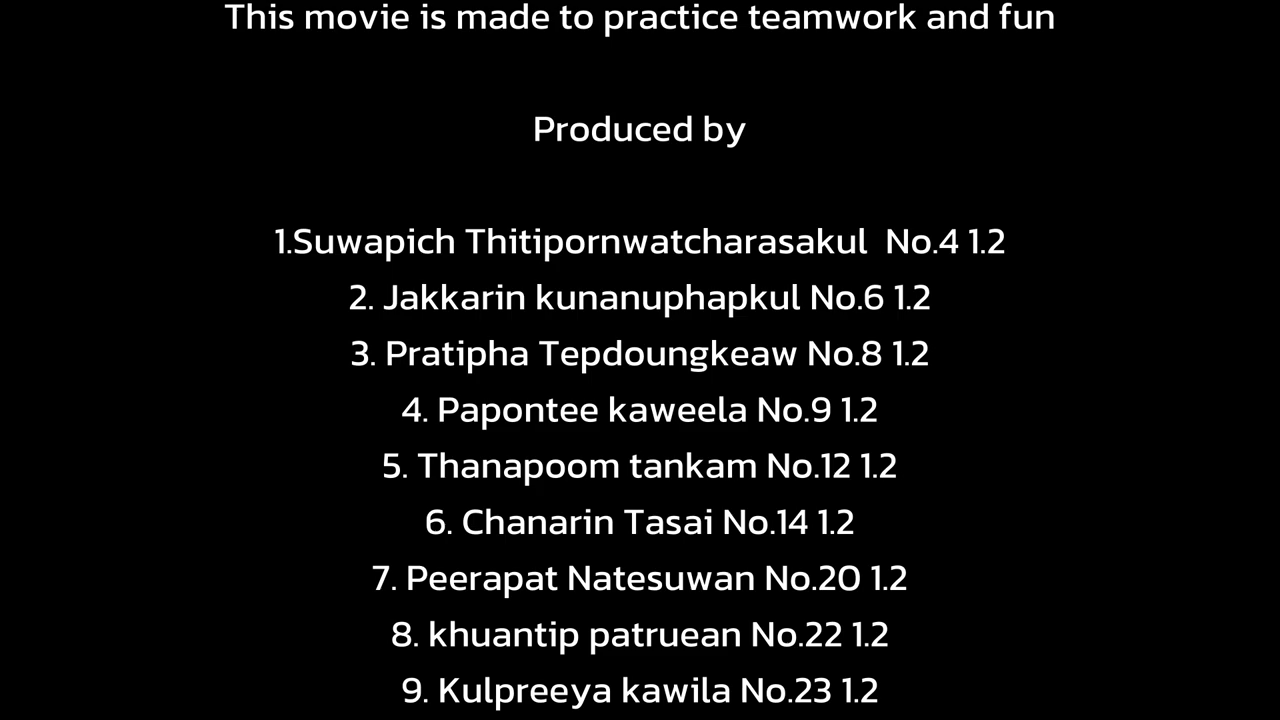 This movie is made to practice teamwork and fun
Produced by
1.Suwapich Thitipornwatcharasakul  No.4 1.2
2. Jakkarin kunanuphapkul No.6 1.2
3. Pratipha Tepdoungkeaw No.8 1.2
4. Papontee kaweela No.9 1.2
5. Thanapoom tankam No.12 1.2
6. Chanarin Tasai No.14 1.2
7. Peerapat Natesuwan No.20 1.2
8. khuantip patruean No.22 1.2
9. Kulpreeya kawila No.23 1.2